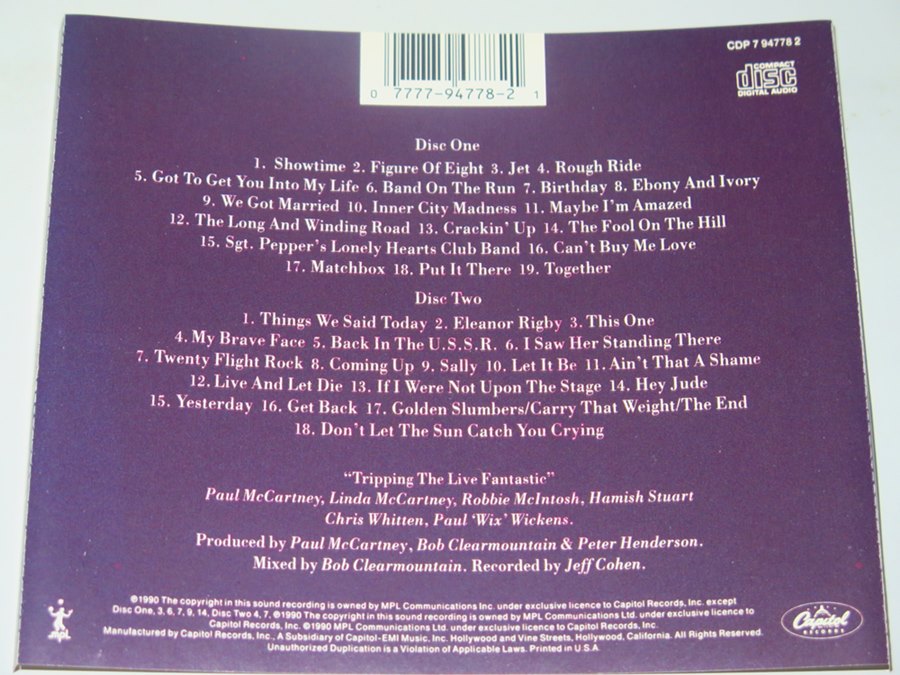 CDP 7 94778 2
COMPACT
disc
DIGITAL AUDIO
0 7777-94778-2 1
Disc One
1. Showtime 2. Figure Of Eight 3. Jet 4. Rough Ride
5. Got To Get You Into My Life 6. Band On The Run 7. Birthday 8. Ebony And Ivory
9. We Got Married 10. Inner City Madness 11. Maybe I'm Amazed
12. The Long And Winding Road 13. Crackin' Up 14. The Fool On The Hill
15. Sgt. Pepper's Lonely Hearts Club Band 16. Can't Buy Me Love
17. Matchbox 18. Put It There 19. Together
Disc Two
1. Things We Said Today 2. Eleanor Rigby 3. This One
4. My Brave Face 5. Back In The U.S.S.R. 6. I Saw Her Standing There
7. Twenty Flight Rock 8. Coming Up 9. Sally 10. Let It Be 11. Ain't That A Shame
12. Live And Let Die 13. If I Were Not Upon The Stage 14. Hey Jude
15. Yesterday 16. Get Back 17. Golden Slumbers/Carry That Weight/The End
18. Don't Let The Sun Catch You Crying
“Tripping The Live Fantastic”
Paul McCartney, Linda McCartney, Robbie McIntosh, Hamish Stuart
Chris Whitten, Paul ‘Wix’ Wickens.
Produced by Paul McCartney, Bob Clearmountain & Peter Henderson.
Mixed by Bob Clearmountain. Recorded by Jeff Cohen.
℗1990 The copyright in this sound recording is owned by MPL Communications Inc. under exclusive licence to Capitol Records, Inc. except
Disc One, 3, 6, 7, 9, 14, Disc Two 4, 7. ℗1990 The copyright in this sound recording is owned by MPL Communications Ltd. under exclusive licence to
Capitol Records, Inc. ©1990 MPL Communications Ltd. under exclusive licence to Capitol Records, Inc.
Manufactured by Capitol Records, Inc., A Subsidiary of Capitol-EMI Music, Inc. Hollywood and Vine Streets, Hollywood, California. All Rights Reserved.
Unauthorized Duplication is a Violation of Applicable Laws. Printed in U.S.A.
mpl
Capitol
RECORDS